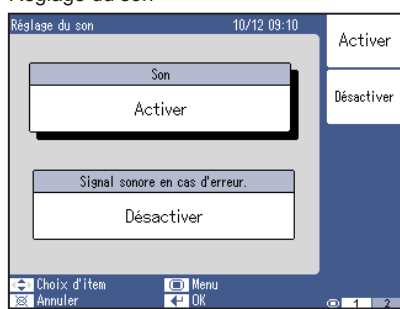 Réglage du son
Réglage du son 10/12 09:10
Activer
Désactiver
Son
Activer
Signal sonore en cas d'erreur.
Désactiver
Choix d'item Menu
Annuler OK
1 2